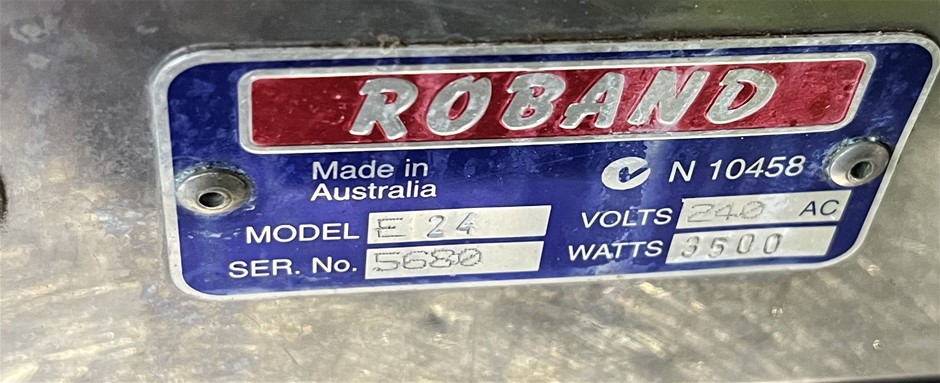 ROBAND
Made in
Australia
N 10458
MODEL E 24
VOLTS 240 AC
SER. No. 5680
WATTS 3500